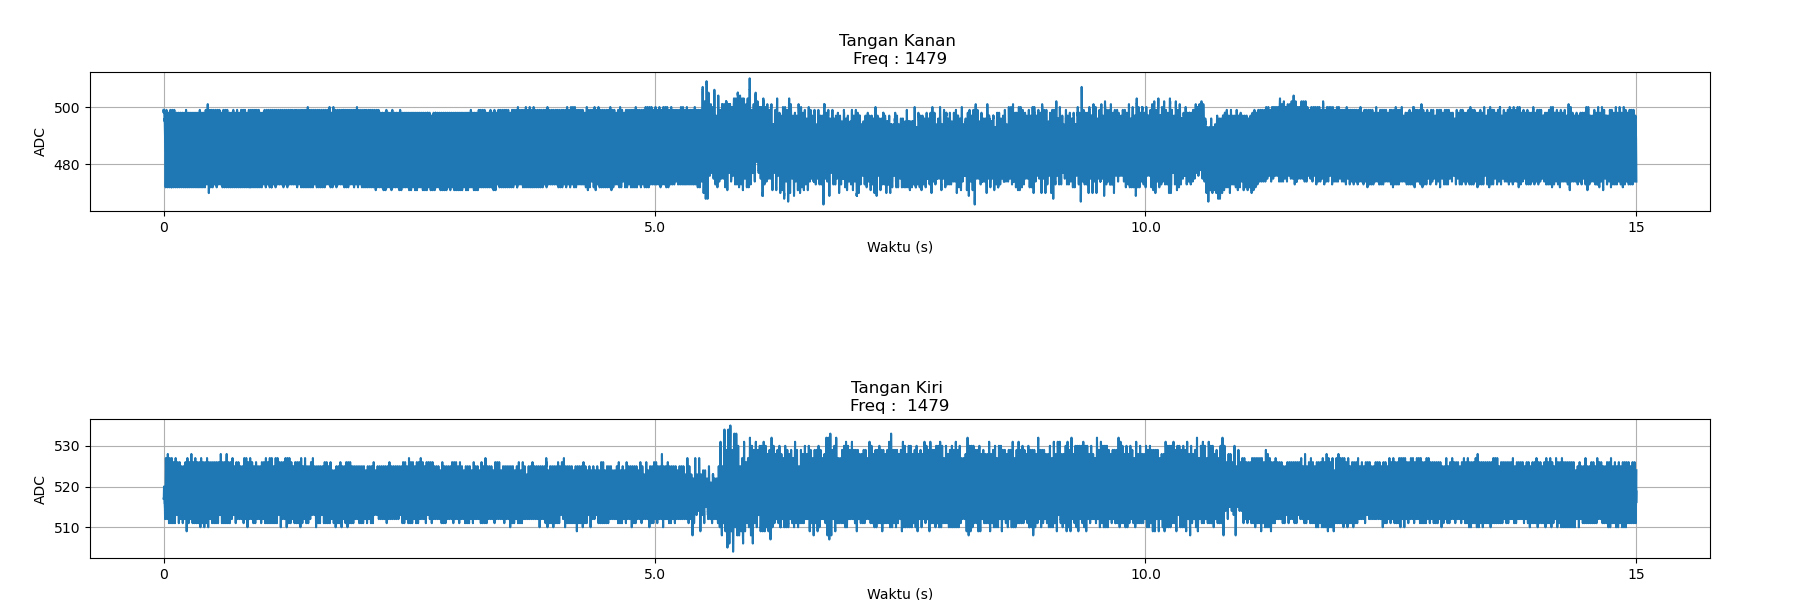 Tangan Kanan
Freq : 1479
500
480
ADC
0
5.0
10.0
15
Waktu (s)
Tangan Kiri
Freq :  1479
530
520
510
ADC
0
5.0
10.0
15
Waktu (s)